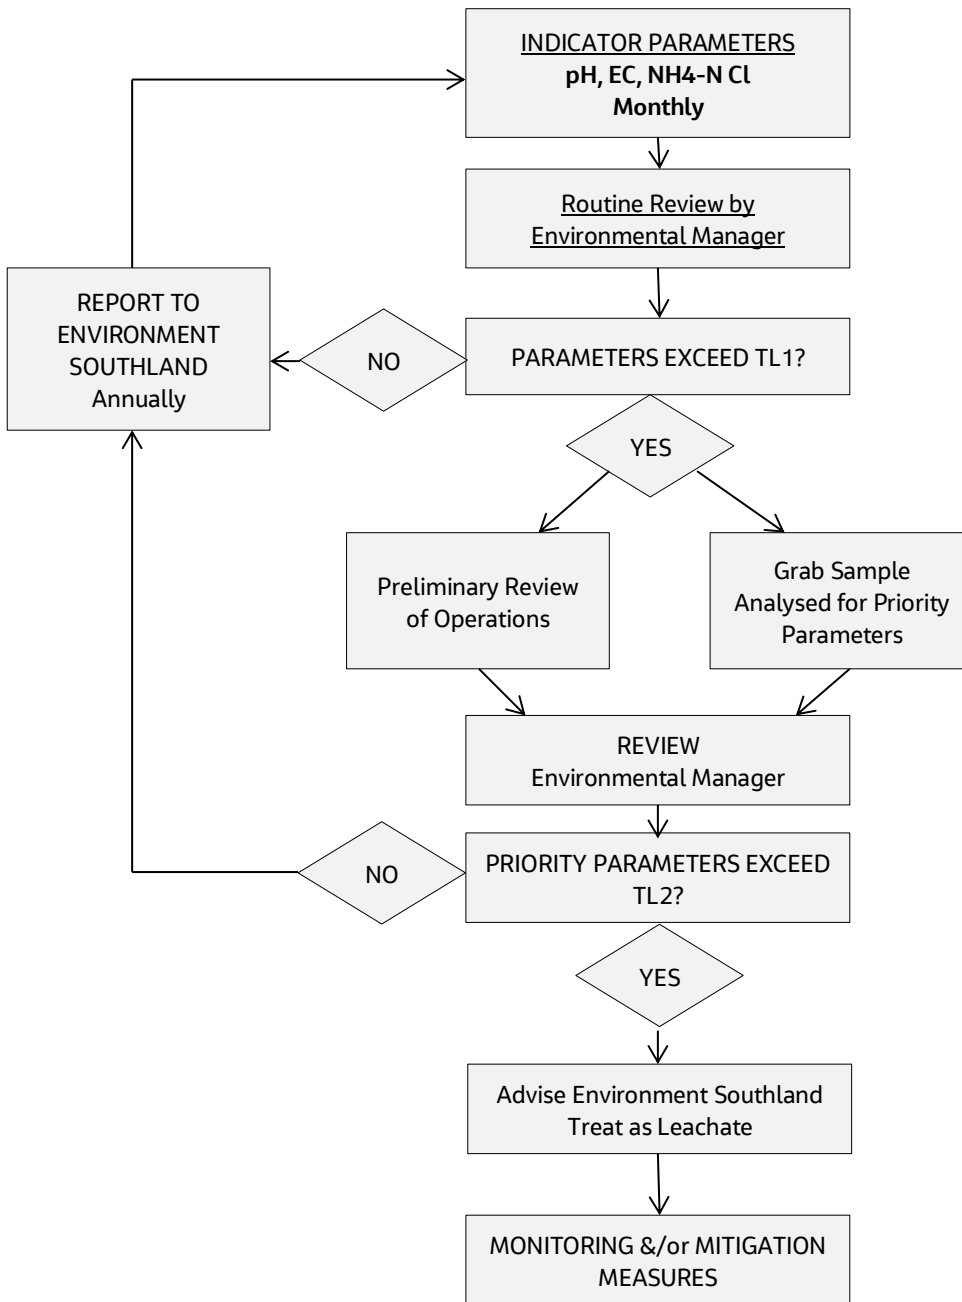 INDICATOR PARAMETERS
pH, EC, NH4-N Cl
Monthly
Routine Review by
Environmental Manager
REPORT TO
ENVIRONMENT
SOUTHLAND
Annually
NO
PARAMETERS EXCEED TL1?
YES
Preliminary Review
of Operations
Grab Sample
Analysed for Priority
Parameters
REVIEW
Environmental Manager
NO
PRIORITY PARAMETERS EXCEED
TL2?
YES
Advise Environment Southland
Treat as Leachate
MONITORING &/or MITIGATION
MEASURES